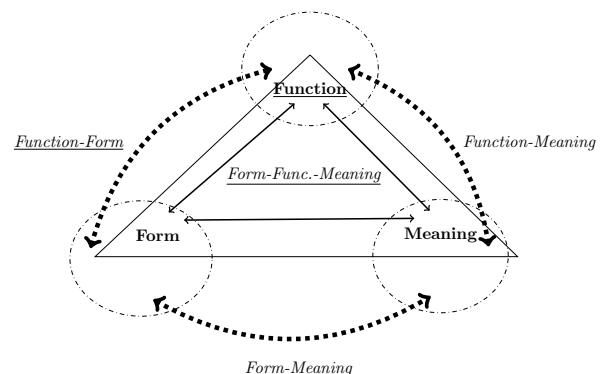 Function
Function-Form
Function-Meaning
Form-Func.-Meaning
Form
Meaning
Form-Meaning